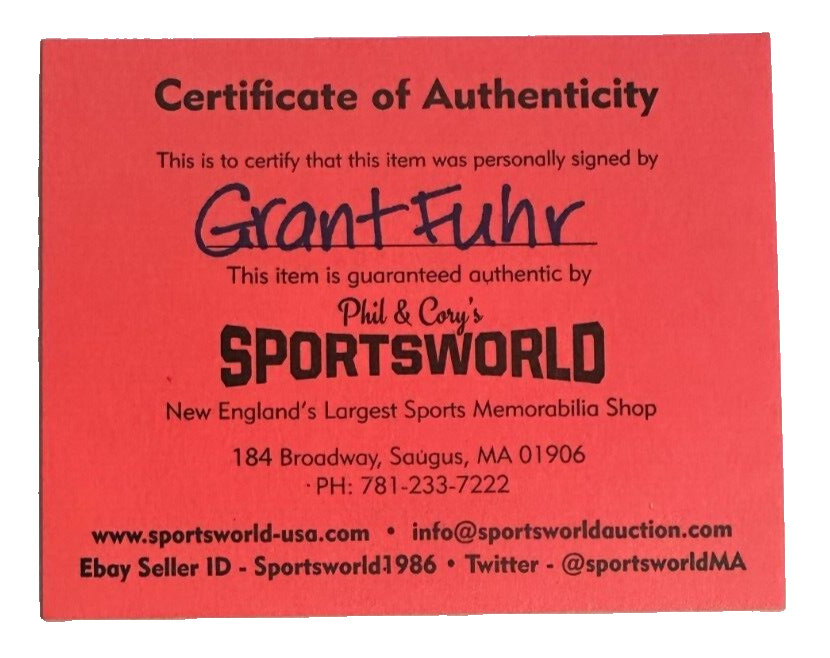 Certificate of Authenticity
This is to certify that this item was personally signed by
Grant Fuhr
This item is guaranteed authentic by
Phil & Cory's
SPORTSWORLD
New England's Largest Sports Memorabilia Shop
184 Broadway, Saugus, MA 01906
PH: 781-233-7222
www.sportsworld-usa.com • info@sportsworldauction.com
Ebay Seller ID - Sportsworld1986 • Twitter - @sportsworldMA